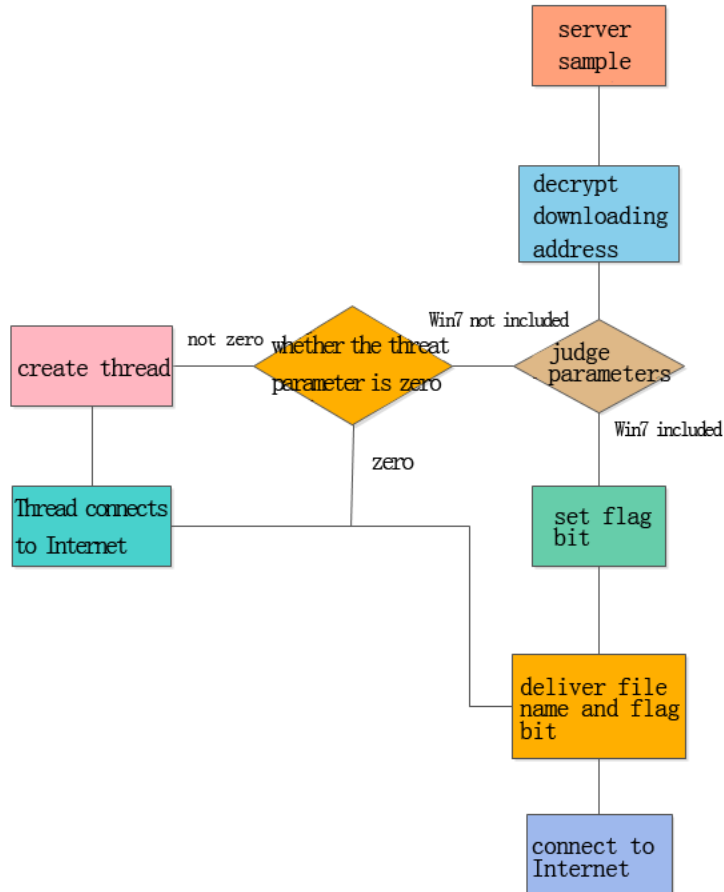 server
sample
decrypt
downloading
address
Win7 not included
judge
parameters
whether the threat
parameter is zero
not zero
create thread
Win7 included
zero
Thread connects
to Internet
set flag
bit
deliver file
name and flag
bit
connect to
Internet